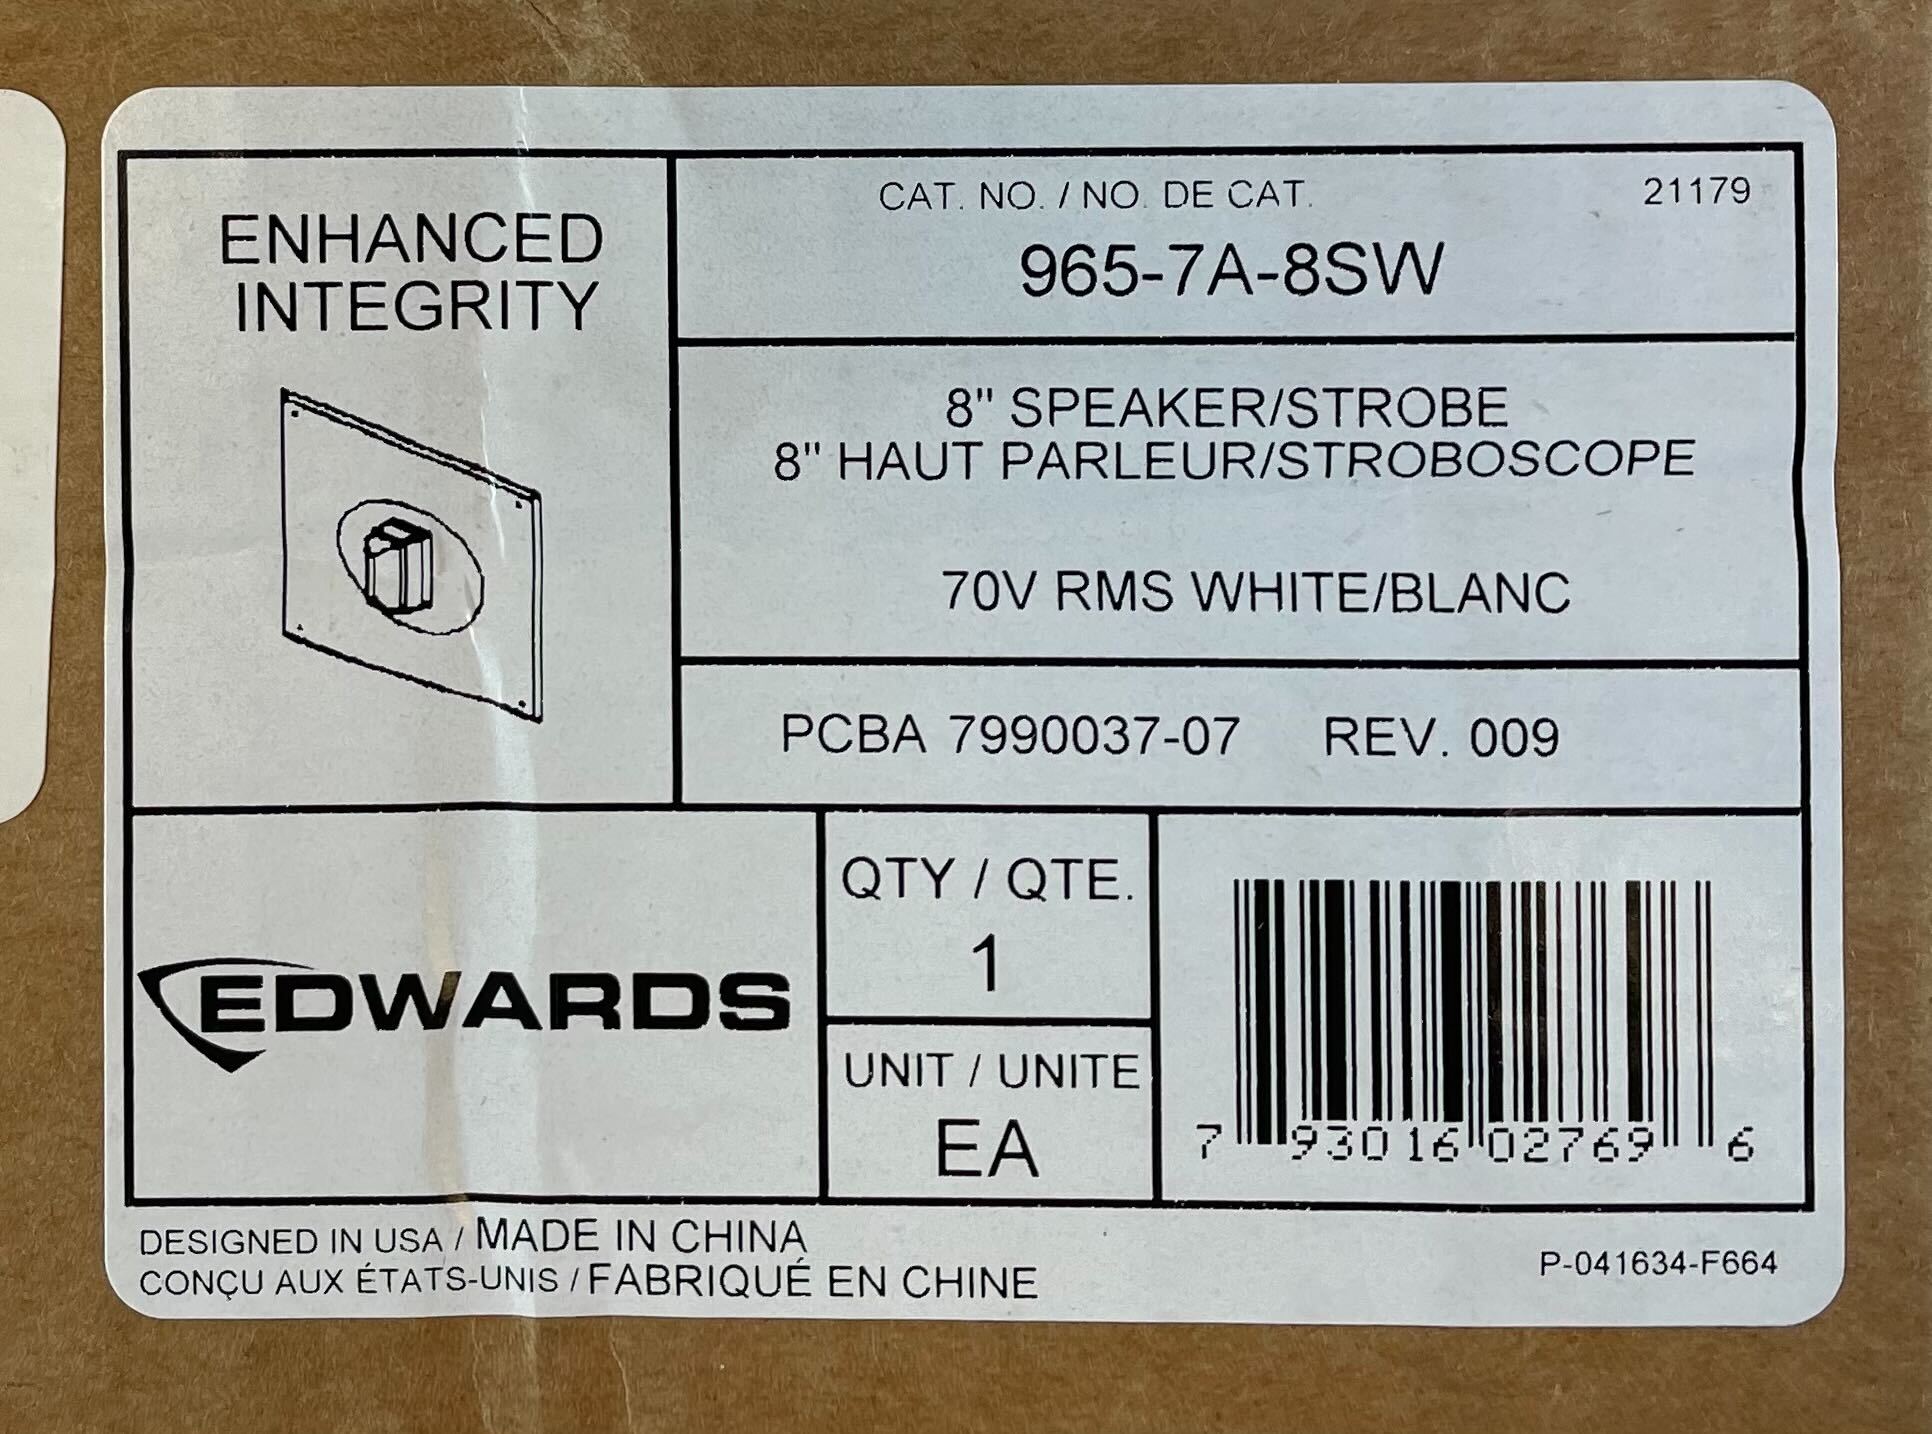 ENHANCED
INTEGRITY
CAT. NO. / NO. DE CAT.
21179
965-7A-8SW
8" SPEAKER/STROBE
8" HAUT PARLEUR/STROBOSCOPE
70V RMS WHITE/BLANC
PCBA 7990037-07 REV. 009
EDWARDS
QTY / QTE.
1
UNIT / UNITE
EA
7 93016 02769 6
DESIGNED IN USA / MADE IN CHINA
CONÇU AUX ÉTATS-UNIS / FABRIQUÉ EN CHINE
P-041634-F664